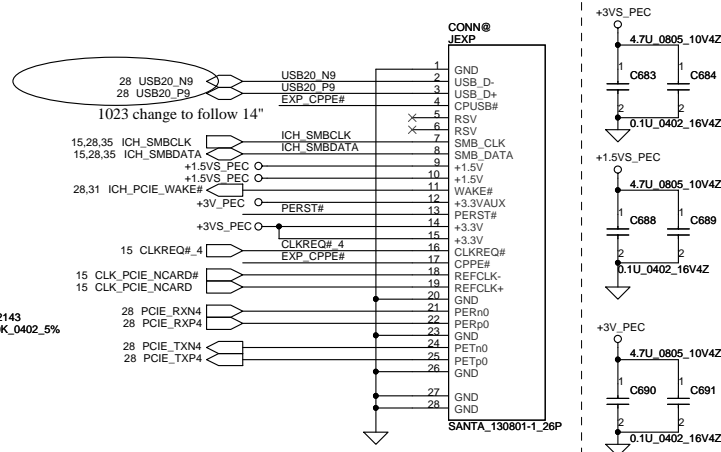 CONN@
JEXP
1 GND
28 USB20_N9 USB20_N9 2 USB_D-
28 USB20_P9 USB20_P9 3 USB_D+
EXP_CPPE# 4 CPUSB#
1023 change to follow 14"
5 RSV
6 RSV
15,28,35 ICH_SMBCLK ICH_SMBCLK 7 SMB_CLK
15,28,35 ICH_SMBDATA ICH_SMBDATA 8 SMB_DATA
+1.5VS_PEC 9 +1.5V
+1.5VS_PEC 10 +1.5V
28,31 ICH_PCIE_WAKE# 11 WAKE#
+3V_PEC 12 +3.3VAUX
PERST# 13 PERST#
+3VS_PEC 14 +3.3V
15 +3.3V
15 CLKREQ#_4 CLKREQ#_4 16 CLKREQ#
EXP_CPPE# 17 CPPE#
15 CLK_PCIE_NCARD# 18 REFCLK-
15 CLK_PCIE_NCARD 19 REFCLK+
20 GND
28 PCIE_RXN4 21 PERn0
28 PCIE_RXP4 22 PERp0
23 GND
28 PCIE_TXN4 24 PETn0
28 PCIE_TXP4 25 PETp0
26 GND
27 GND
28 GND
SANTA_130801-1_26P
2143
0K_0402_5%
+3VS_PEC
4.7U_0805_10V4Z
1 1
C683 C684
2 2
0.1U_0402_16V4Z
+1.5VS_PEC
4.7U_0805_10V4Z
1 1
C688 C689
2 2
0.1U_0402_16V4Z
+3V_PEC
4.7U_0805_10V4Z
1 1
C690 C691
2 2
0.1U_0402_16V4Z